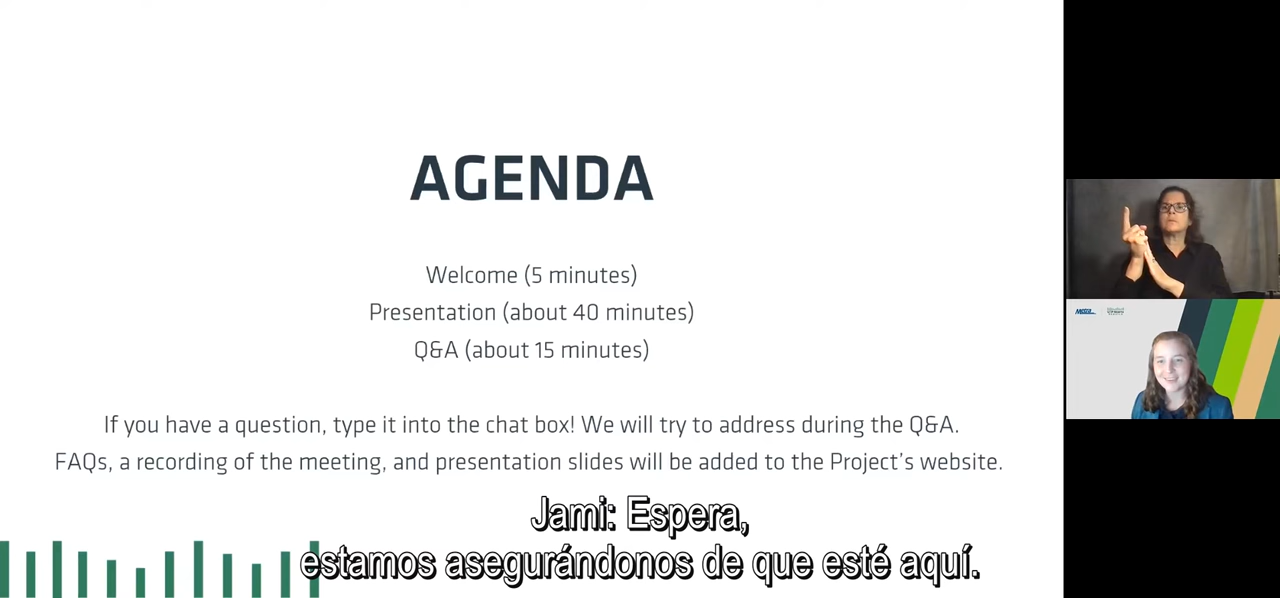 AGENDA
Welcome (5 minutes)
Presentation (about 40 minutes)
Q&A (about 15 minutes)
If you have a question, type it into the chat box! We will try to address during the Q&A.
FAQs, a recording of the meeting, and presentation slides will be added to the Project's website.
Jami: Espera,
estamos asegurándonos de que esté aquí.
Metra